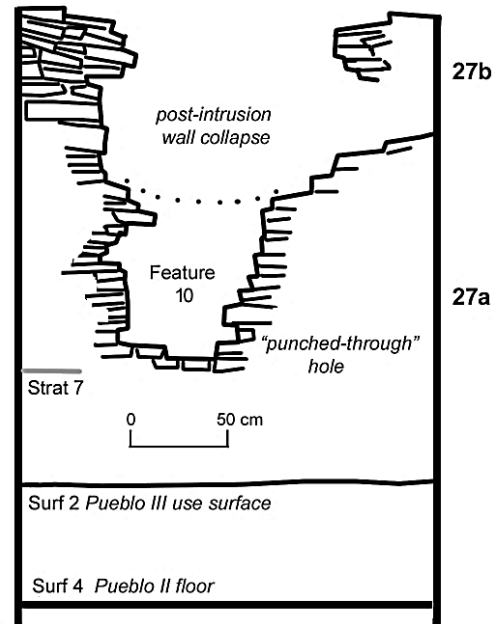 27b
post-intrusion
wall collapse
Feature
10
27a
“punched-through”
hole
Strat 7
0 50 cm
Surf 2 Pueblo III use surface
Surf 4 Pueblo II floor